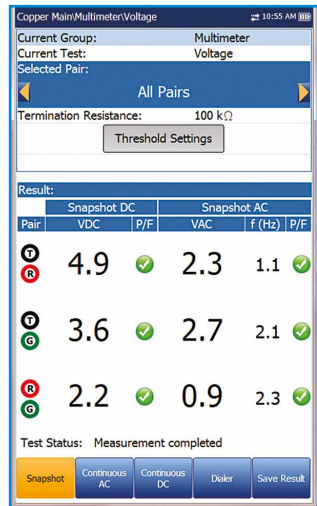 Copper Main\Multimeter\Voltage 10:55 AM
Current Group: Multimeter
Current Test: Voltage
Selected Pair:
All Pairs
Termination Resistance: 100 kΩ
Threshold Settings
Result:
Snapshot DC Snapshot AC
Pair VDC P/F VAC f (Hz) P/F
T
R
4.9 2.3 1.1
T
G
3.6 2.7 2.1
R
G
2.2 0.9 2.3
Test Status: Measurement completed
Snapshot Continuous AC Continuous DC Dialer Save Result